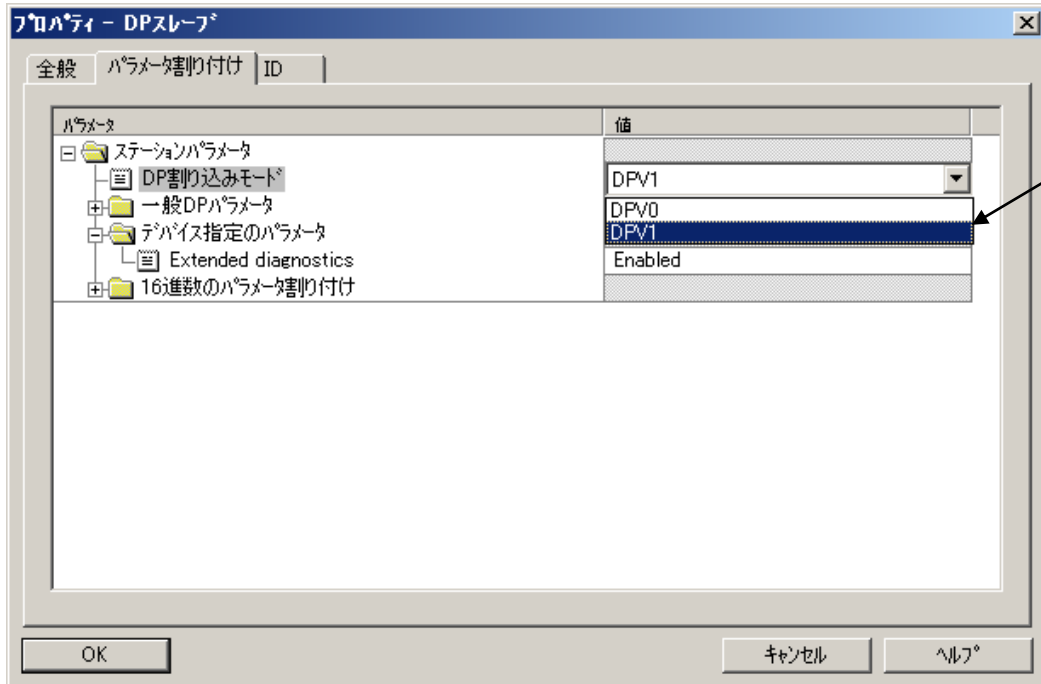 ﾌﾟﾛﾊﾟﾃｨ - DPｽﾚｰﾌﾞ
全般 ﾊﾟﾗﾒｰﾀ割り付け ID
ﾊﾟﾗﾒｰﾀ 値
ｽﾃｰｼｮﾝﾊﾟﾗﾒｰﾀ
DP割り込みﾓｰﾄﾞ DPV1
一般DPﾊﾟﾗﾒｰﾀ DPV0
ﾃﾞﾊﾞｲｽ指定のﾊﾟﾗﾒｰﾀ DPV1
Extended diagnostics Enabled
16進数のﾊﾟﾗﾒｰﾀ割り付け
OK ｷｬﾝｾﾙ ﾍﾙﾌﾟ